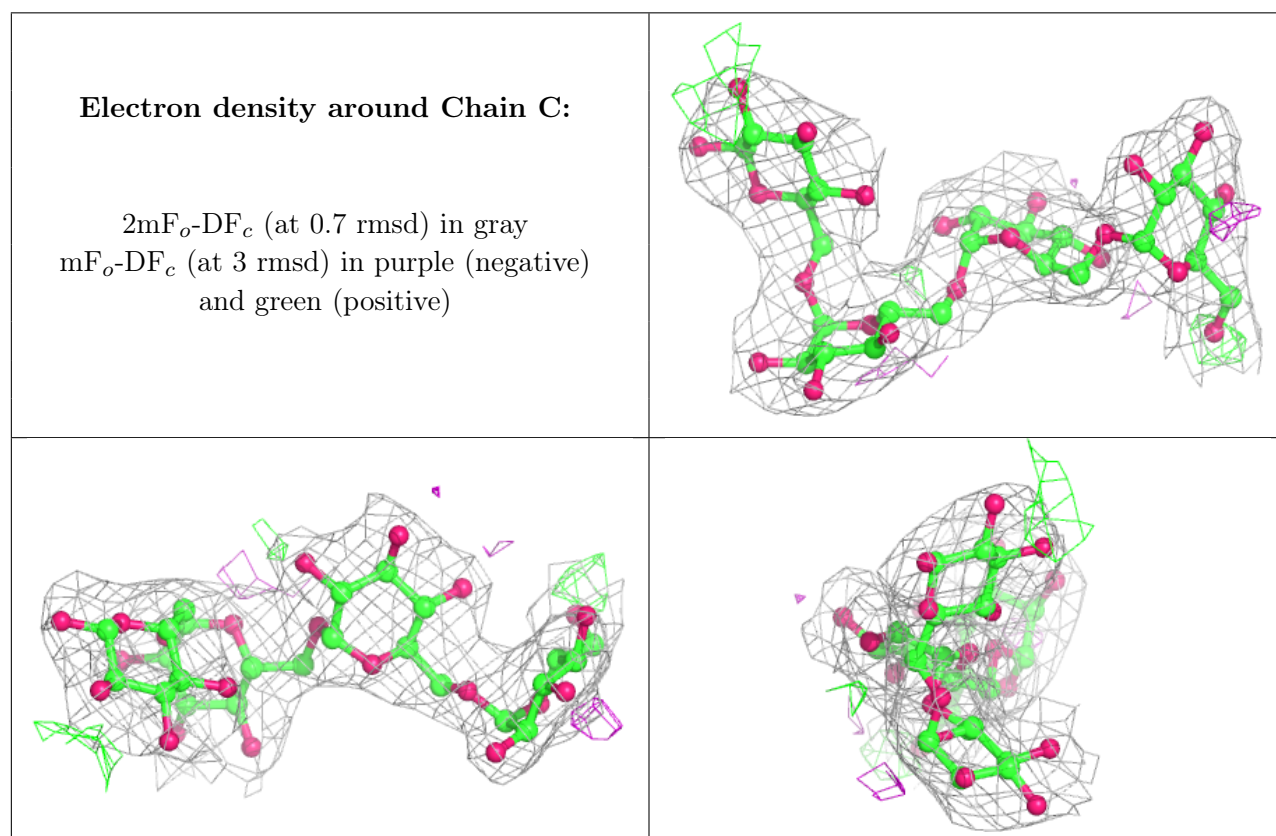 Electron density around Chain C:
2mFo-DFc (at 0.7 rmsd) in gray
mFo-DFc (at 3 rmsd) in purple (negative)
and green (positive)